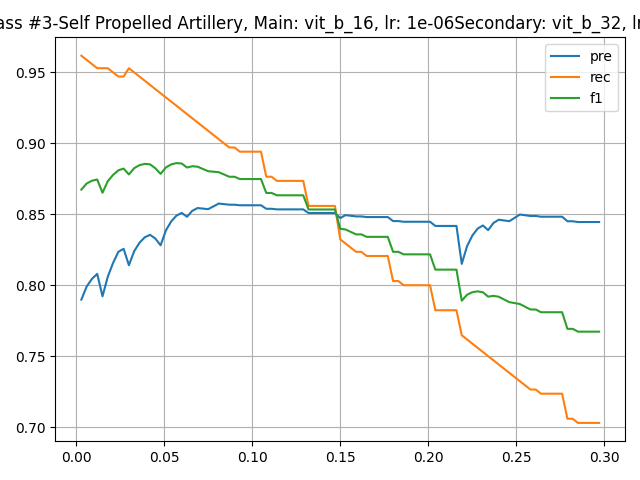 ass #3-Self Propelled Artillery, Main: vit_b_16, lr: 1e-06Secondary: vit_b_32, lr
pre
rec
f1
0.95
0.90
0.85
0.80
0.75
0.70
0.00 0.05 0.10 0.15 0.20 0.25 0.30